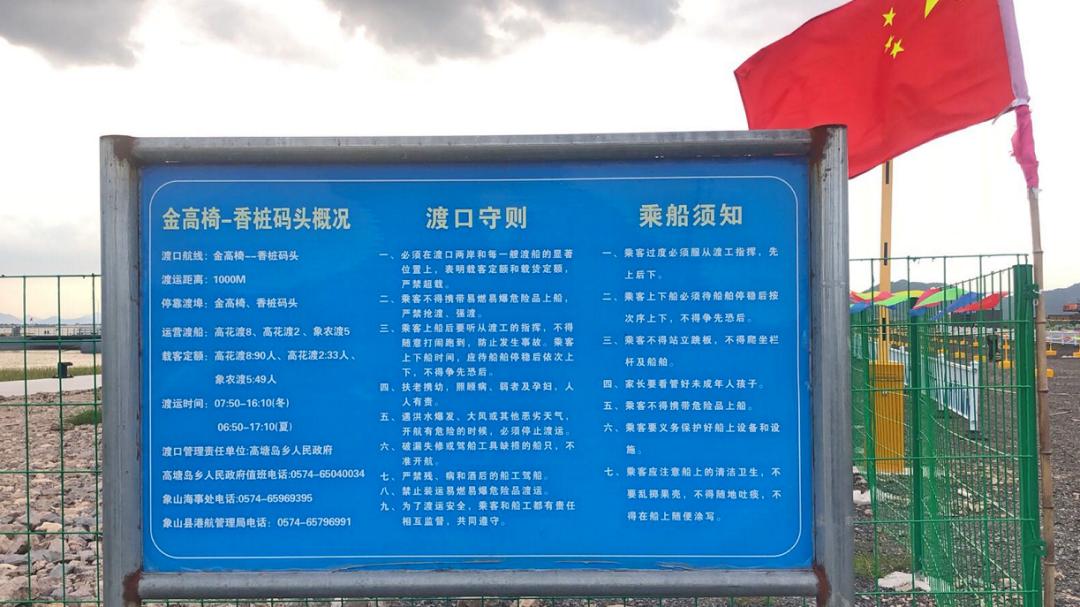 金高椅-香桩码头概况
渡口航线：金高椅--香桩码头
渡运距离：1000M
停靠渡埠：金高椅、香桩码头
运营渡船：高花渡8、高花渡2、象农渡5
载客定额：高花渡8:90人、高花渡2:33人、
象农渡5:49人
渡运时间：07:50-16:10(冬)
06:50-17:10(夏)
渡口管理责任单位:高塘岛乡人民政府
高塘岛乡人民政府值班电话:0574-65040034
象山海事处电话:0574-65969395
象山县港航管理局电话：0574-65796991
渡口守则
一、必须在渡口两岸和每一艘渡船的显著
位置上，表明载客定额和载货定额，
严禁超载。
二、乘客不得携带易燃易爆危险品上船，
严禁抢渡、强渡。
三、乘客上船后要听从渡工的指挥，不得
随意打闹跑到，防止发生事故。乘客
上下船时间，应待船舶停稳后依次上
下，不得争先恐后。
四、扶老携幼，照顾病、弱者及孕妇，人
人有责。
五、遇洪水爆发、大风或其他恶劣天气，
开航有危险的时候，必须停止渡运。
六、破漏失修或驾船工具缺损的船只，不
准开航。
七、严禁残、病和酒后的船工驾船。
八、禁止装运易燃易爆危险品渡运。
九、为了渡运安全，乘客和船工都有责任
相互监督，共同遵守。
乘船须知
一、乘客过度必须服从渡工指挥，先
上后下。
二、乘客上下船必须待船舶停稳后按
次序上下，不得争先恐后。
三、乘客不得站立跳板，不得爬坐栏
杆及船舶。
四、家长要看管好未成年人孩子。
五、乘客不得携带危险品上船。
六、乘客要义务保护好船上设备和设
施。
七、乘客应注意船上的清洁卫生，不
要乱掷果壳，不得随地吐痰，不
得在船上随便涂写。